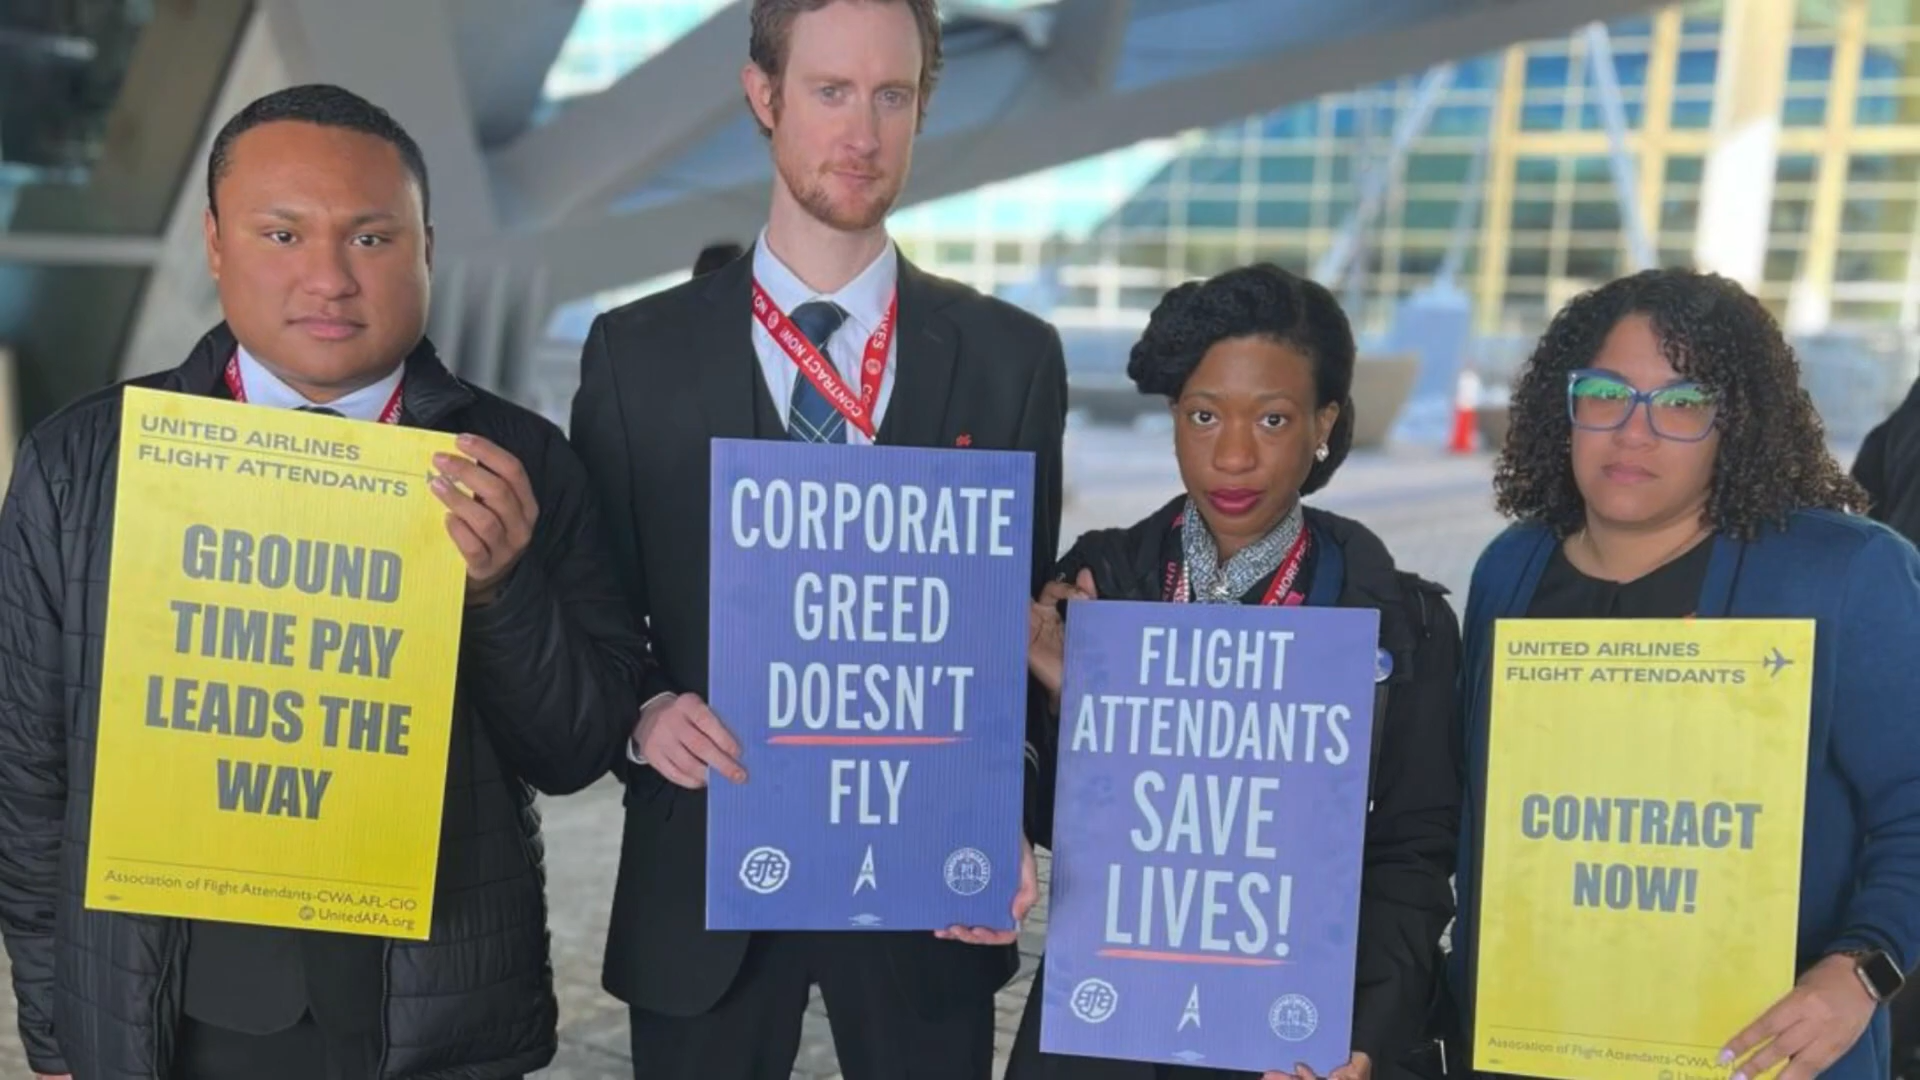 UNITED AIRLINES
FLIGHT ATTENDANTS
GROUND
TIME PAY
LEADS THE
WAY
Association of Flight Attendants-CWA, AFL-CIO
UnitedAFA.org
CONTRACT NOW!
CORPORATE
GREED
DOESN'T
FLY
MORE
FLIGHT
ATTENDANTS
SAVE
LIVES!
UNITED AIRLINES
FLIGHT ATTENDANTS
CONTRACT
NOW!
Association of Flight Attendants-CWA,